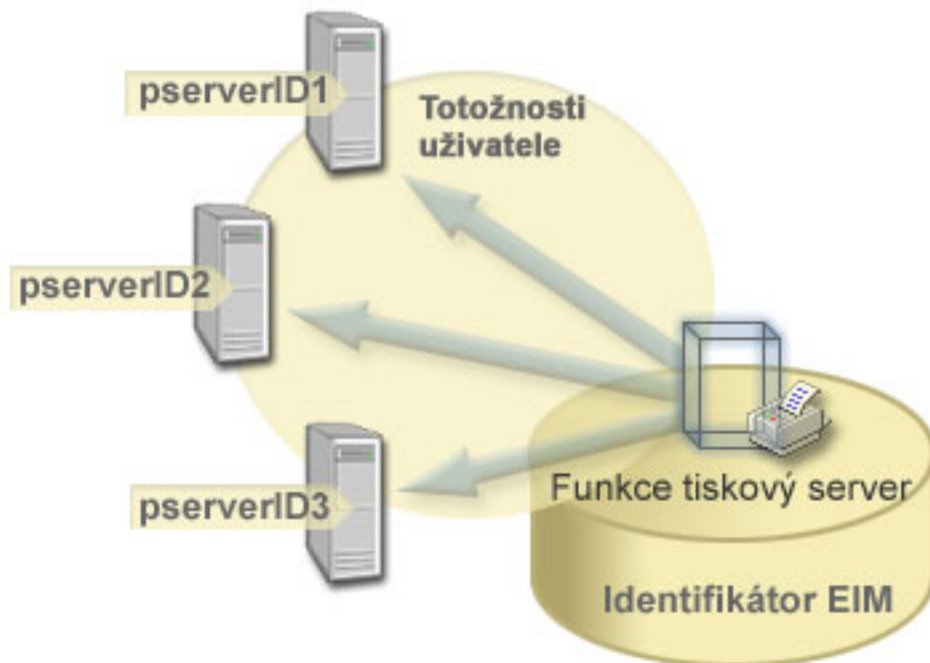 pserverID1
Totožnosti
uživatele
pserverID2
pserverID3
Funkce tiskový server
Identifikátor EIM